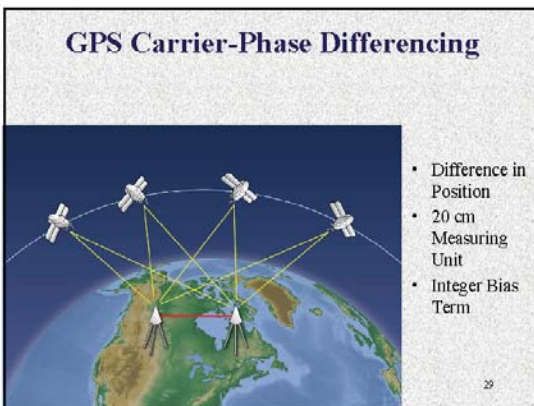 GPS Carrier-Phase Differencing
• Difference in
Position
• 20 cm
Measuring
Unit
• Integer Bias
Term
29